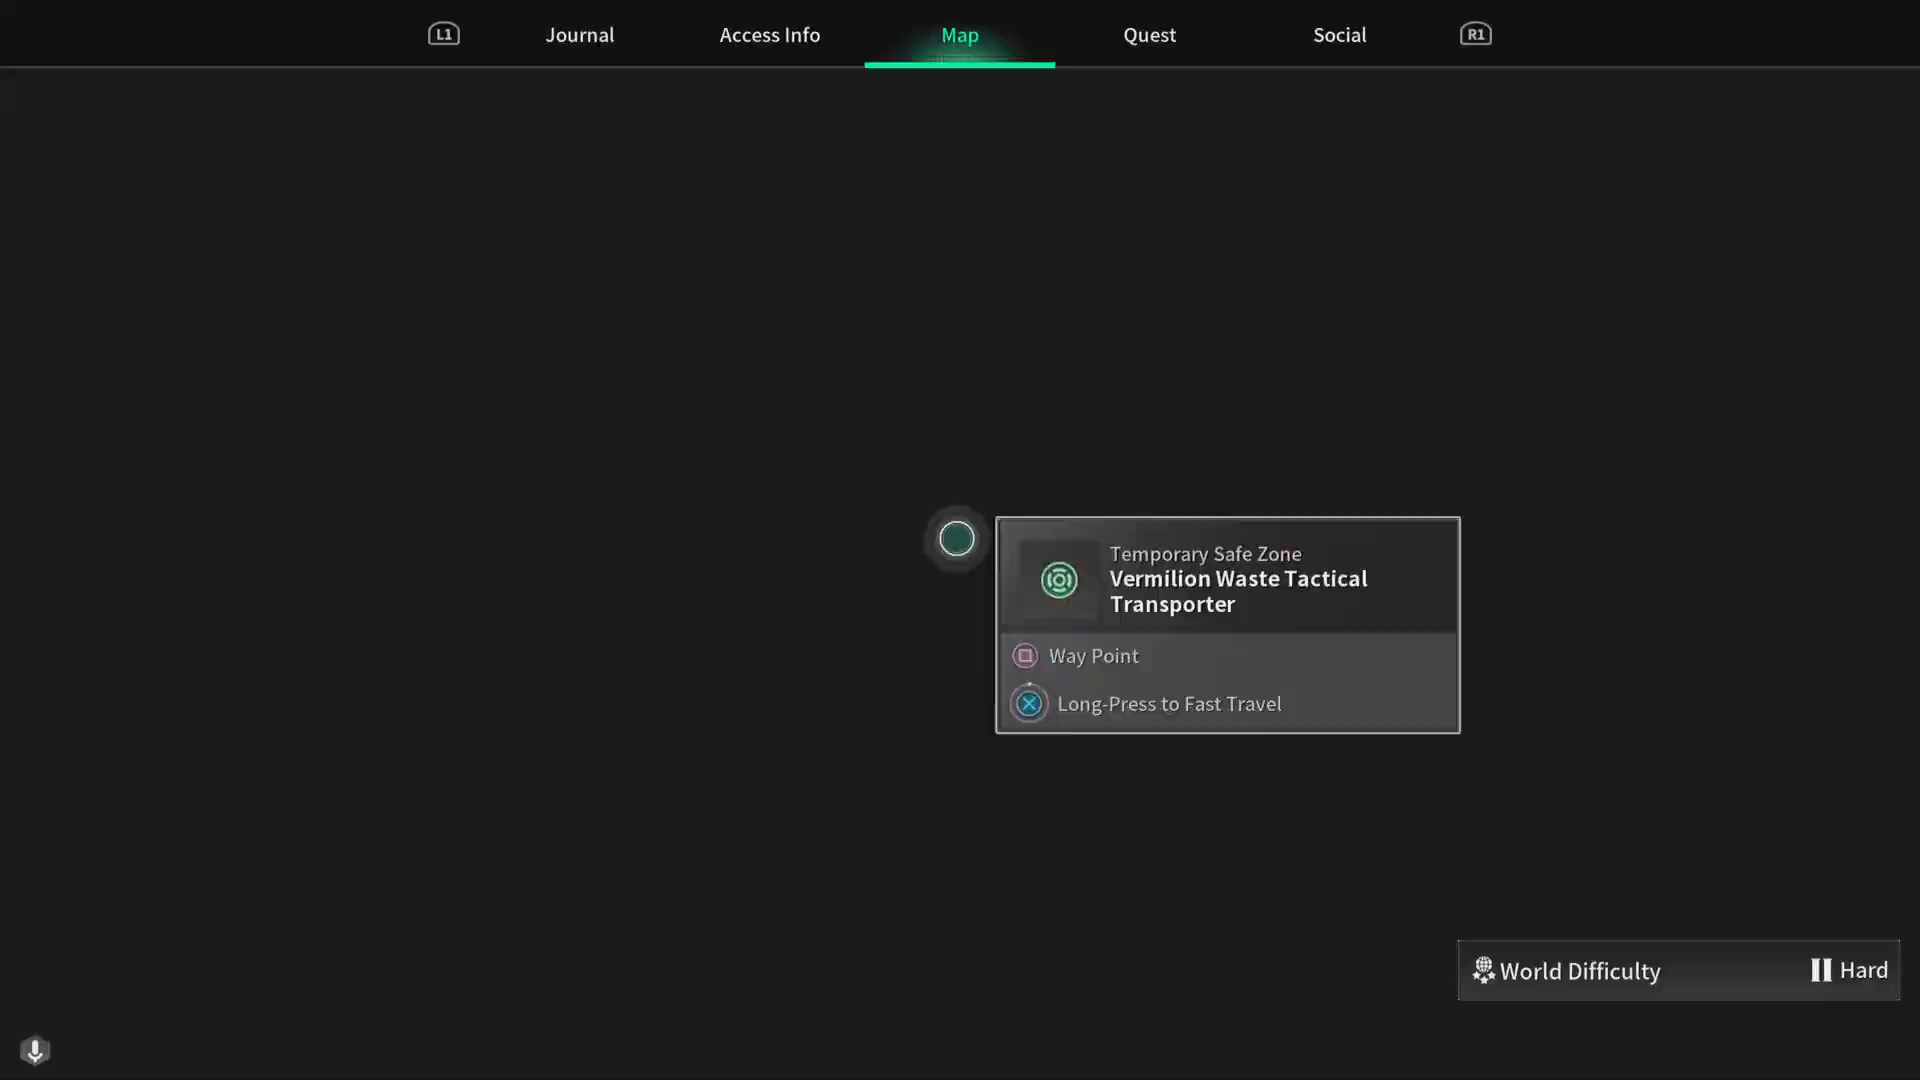 L1 Journal Access Info Map Quest Social R1
Temporary Safe Zone
Vermilion Waste Tactical
Transporter
Way Point
Long-Press to Fast Travel
World Difficulty Hard